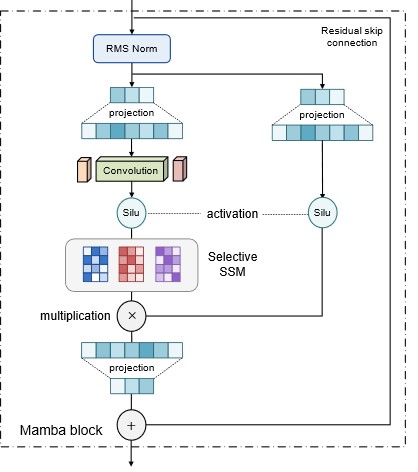 Residual skip
connection
RMS Norm
projection
projection
Convolution
Silu
activation
Silu
Selective
SSM
multiplication
×
projection
Mamba block
+